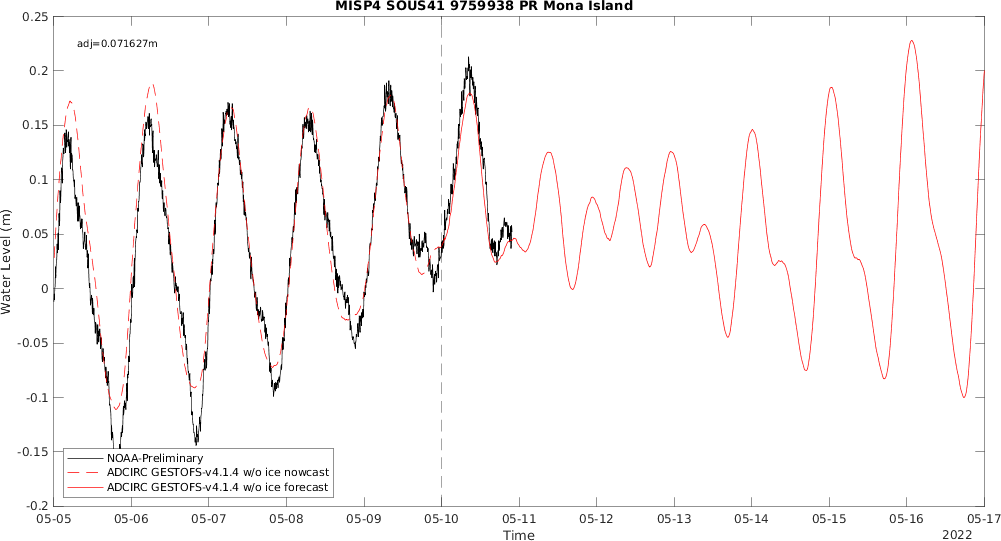 MISP4 SOUS41 9759938 PR Mona Island
adj=0.071627m
0.25
0.2
0.15
0.1
0.05
0
-0.05
-0.1
-0.15
-0.2
Water Level (m)
NOAA-Preliminary
ADCIRC GESTOFS-v4.1.4 w/o ice nowcast
ADCIRC GESTOFS-v4.1.4 w/o ice forecast
05-05 05-06 05-07 05-08 05-09 05-10 05-11 05-12 05-13 05-14 05-15 05-16 05-17
Time
2022